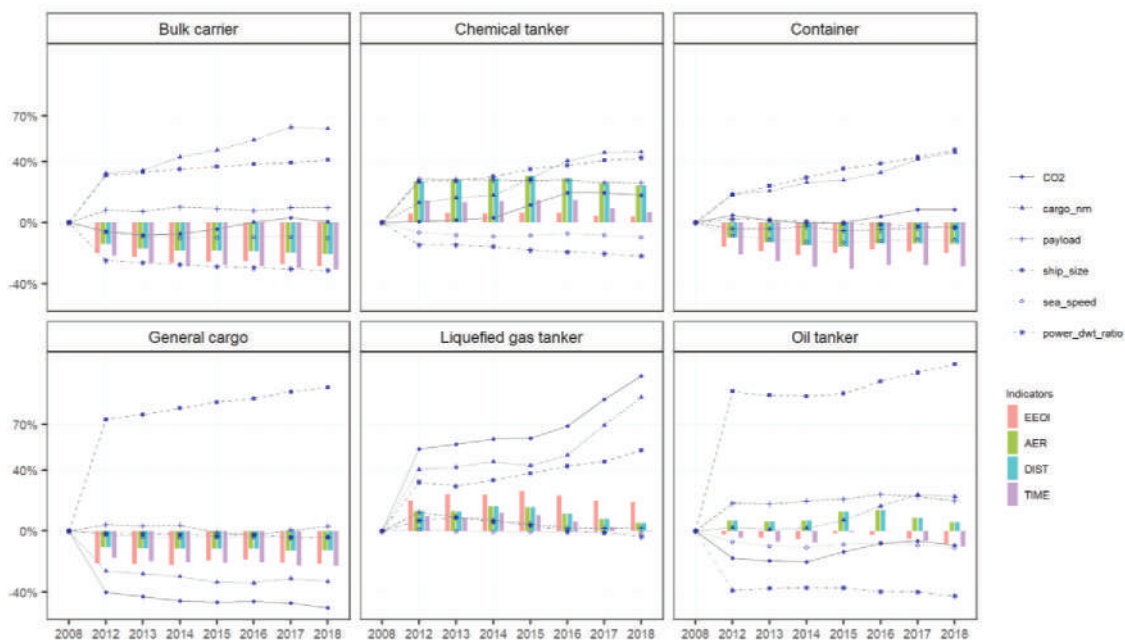 Bulk carrier
Chemical tanker
Container
70%
40%
0%
-40%
General cargo
Liquefied gas tanker
Oil tanker
70%
40%
0%
-40%
2008 2012 2013 2014 2015 2016 2017 2018
2008 2012 2013 2014 2015 2016 2017 2018
2008 2012 2013 2014 2015 2016 2017 2018
CO2
cargo_nm
payload
ship_size
sea_speed
power_dwt_ratio
Indicators
EEOI
AER
DIST
TIME